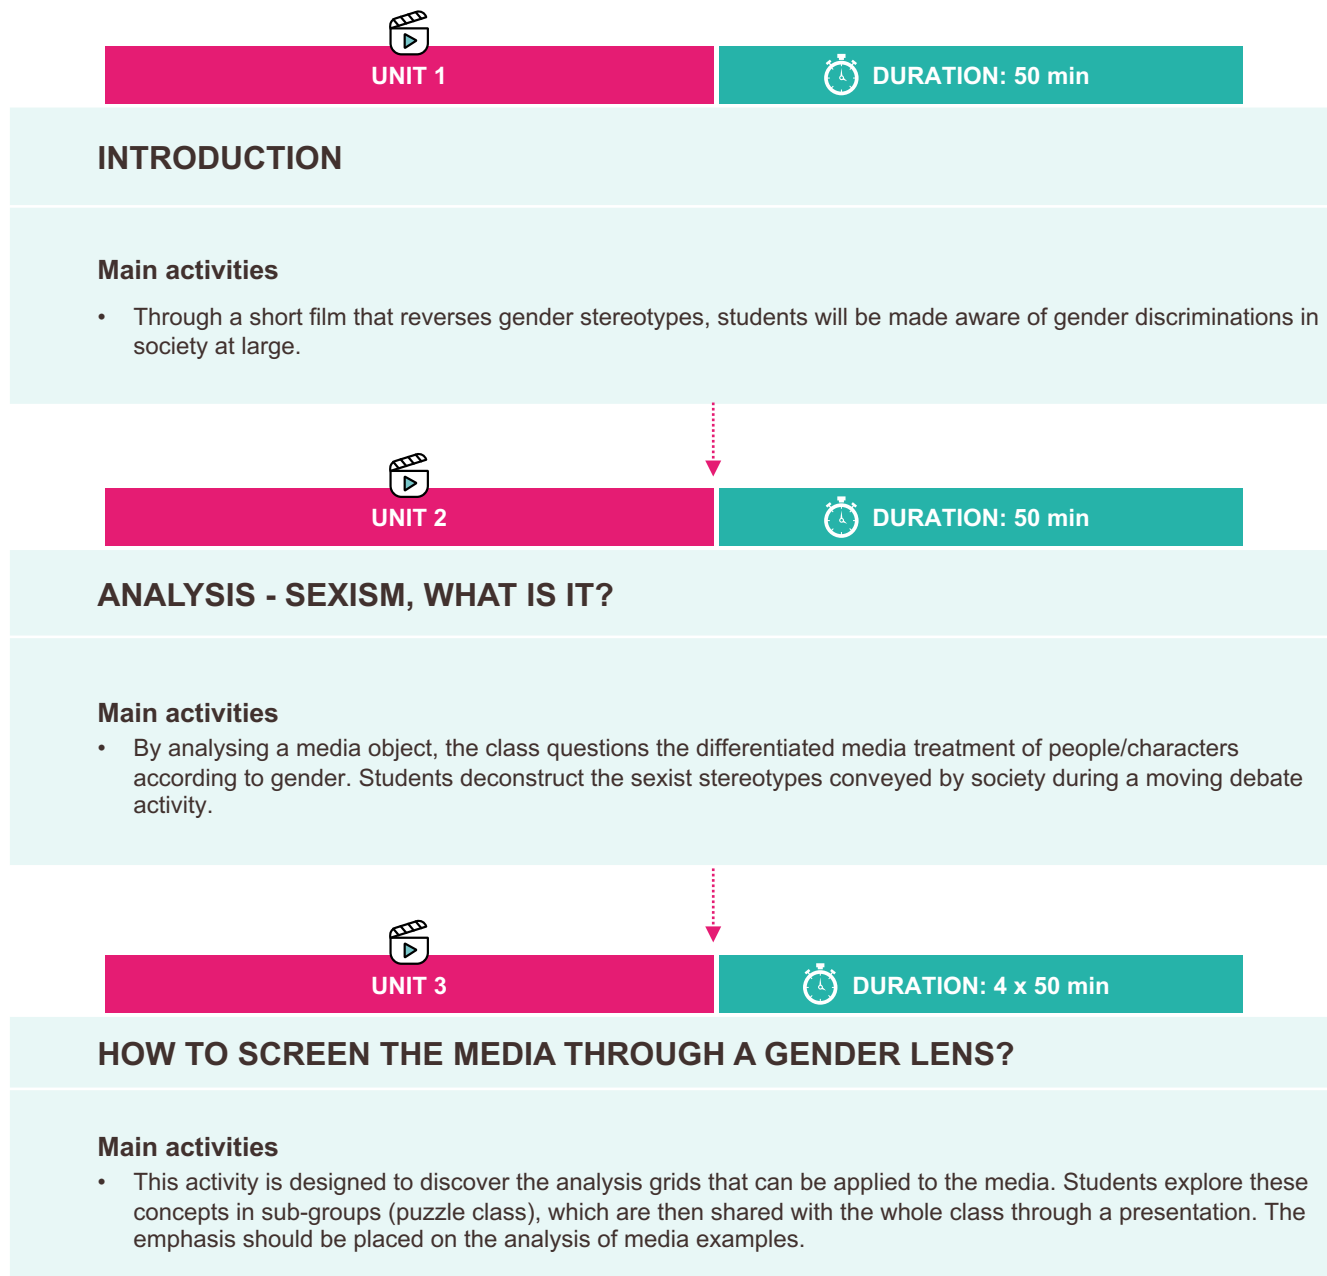 UNIT 1
DURATION: 50 min
INTRODUCTION
Main activities
• Through a short film that reverses gender stereotypes, students will be made aware of gender discriminations in
society at large.
UNIT 2
DURATION: 50 min
ANALYSIS - SEXISM, WHAT IS IT?
Main activities
• By analysing a media object, the class questions the differentiated media treatment of people/characters
according to gender. Students deconstruct the sexist stereotypes conveyed by society during a moving debate
activity.
UNIT 3
DURATION: 4 x 50 min
HOW TO SCREEN THE MEDIA THROUGH A GENDER LENS?
Main activities
• This activity is designed to discover the analysis grids that can be applied to the media. Students explore these
concepts in sub-groups (puzzle class), which are then shared with the whole class through a presentation. The
emphasis should be placed on the analysis of media examples.